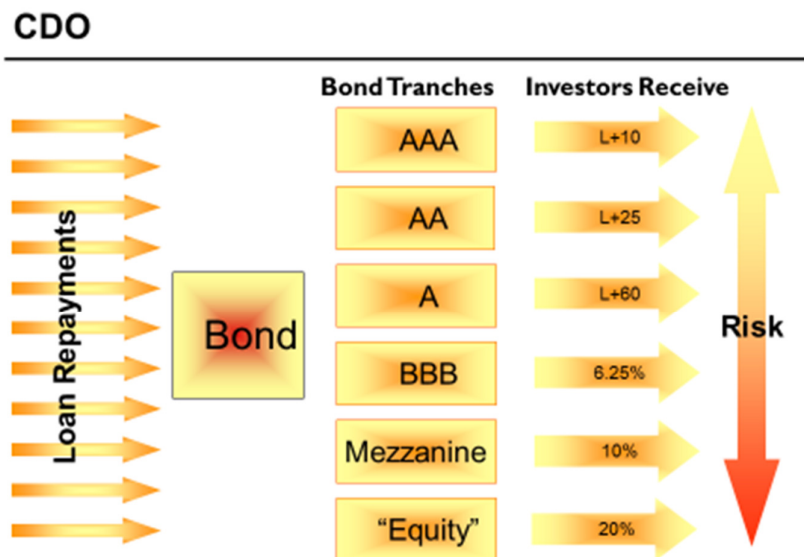 CDO
Bond Tranches
Investors Receive
Loan Repayments
Bond
AAA
L+10
AA
L+25
A
L+60
BBB
6.25%
Mezzanine
10%
“Equity”
20%
Risk